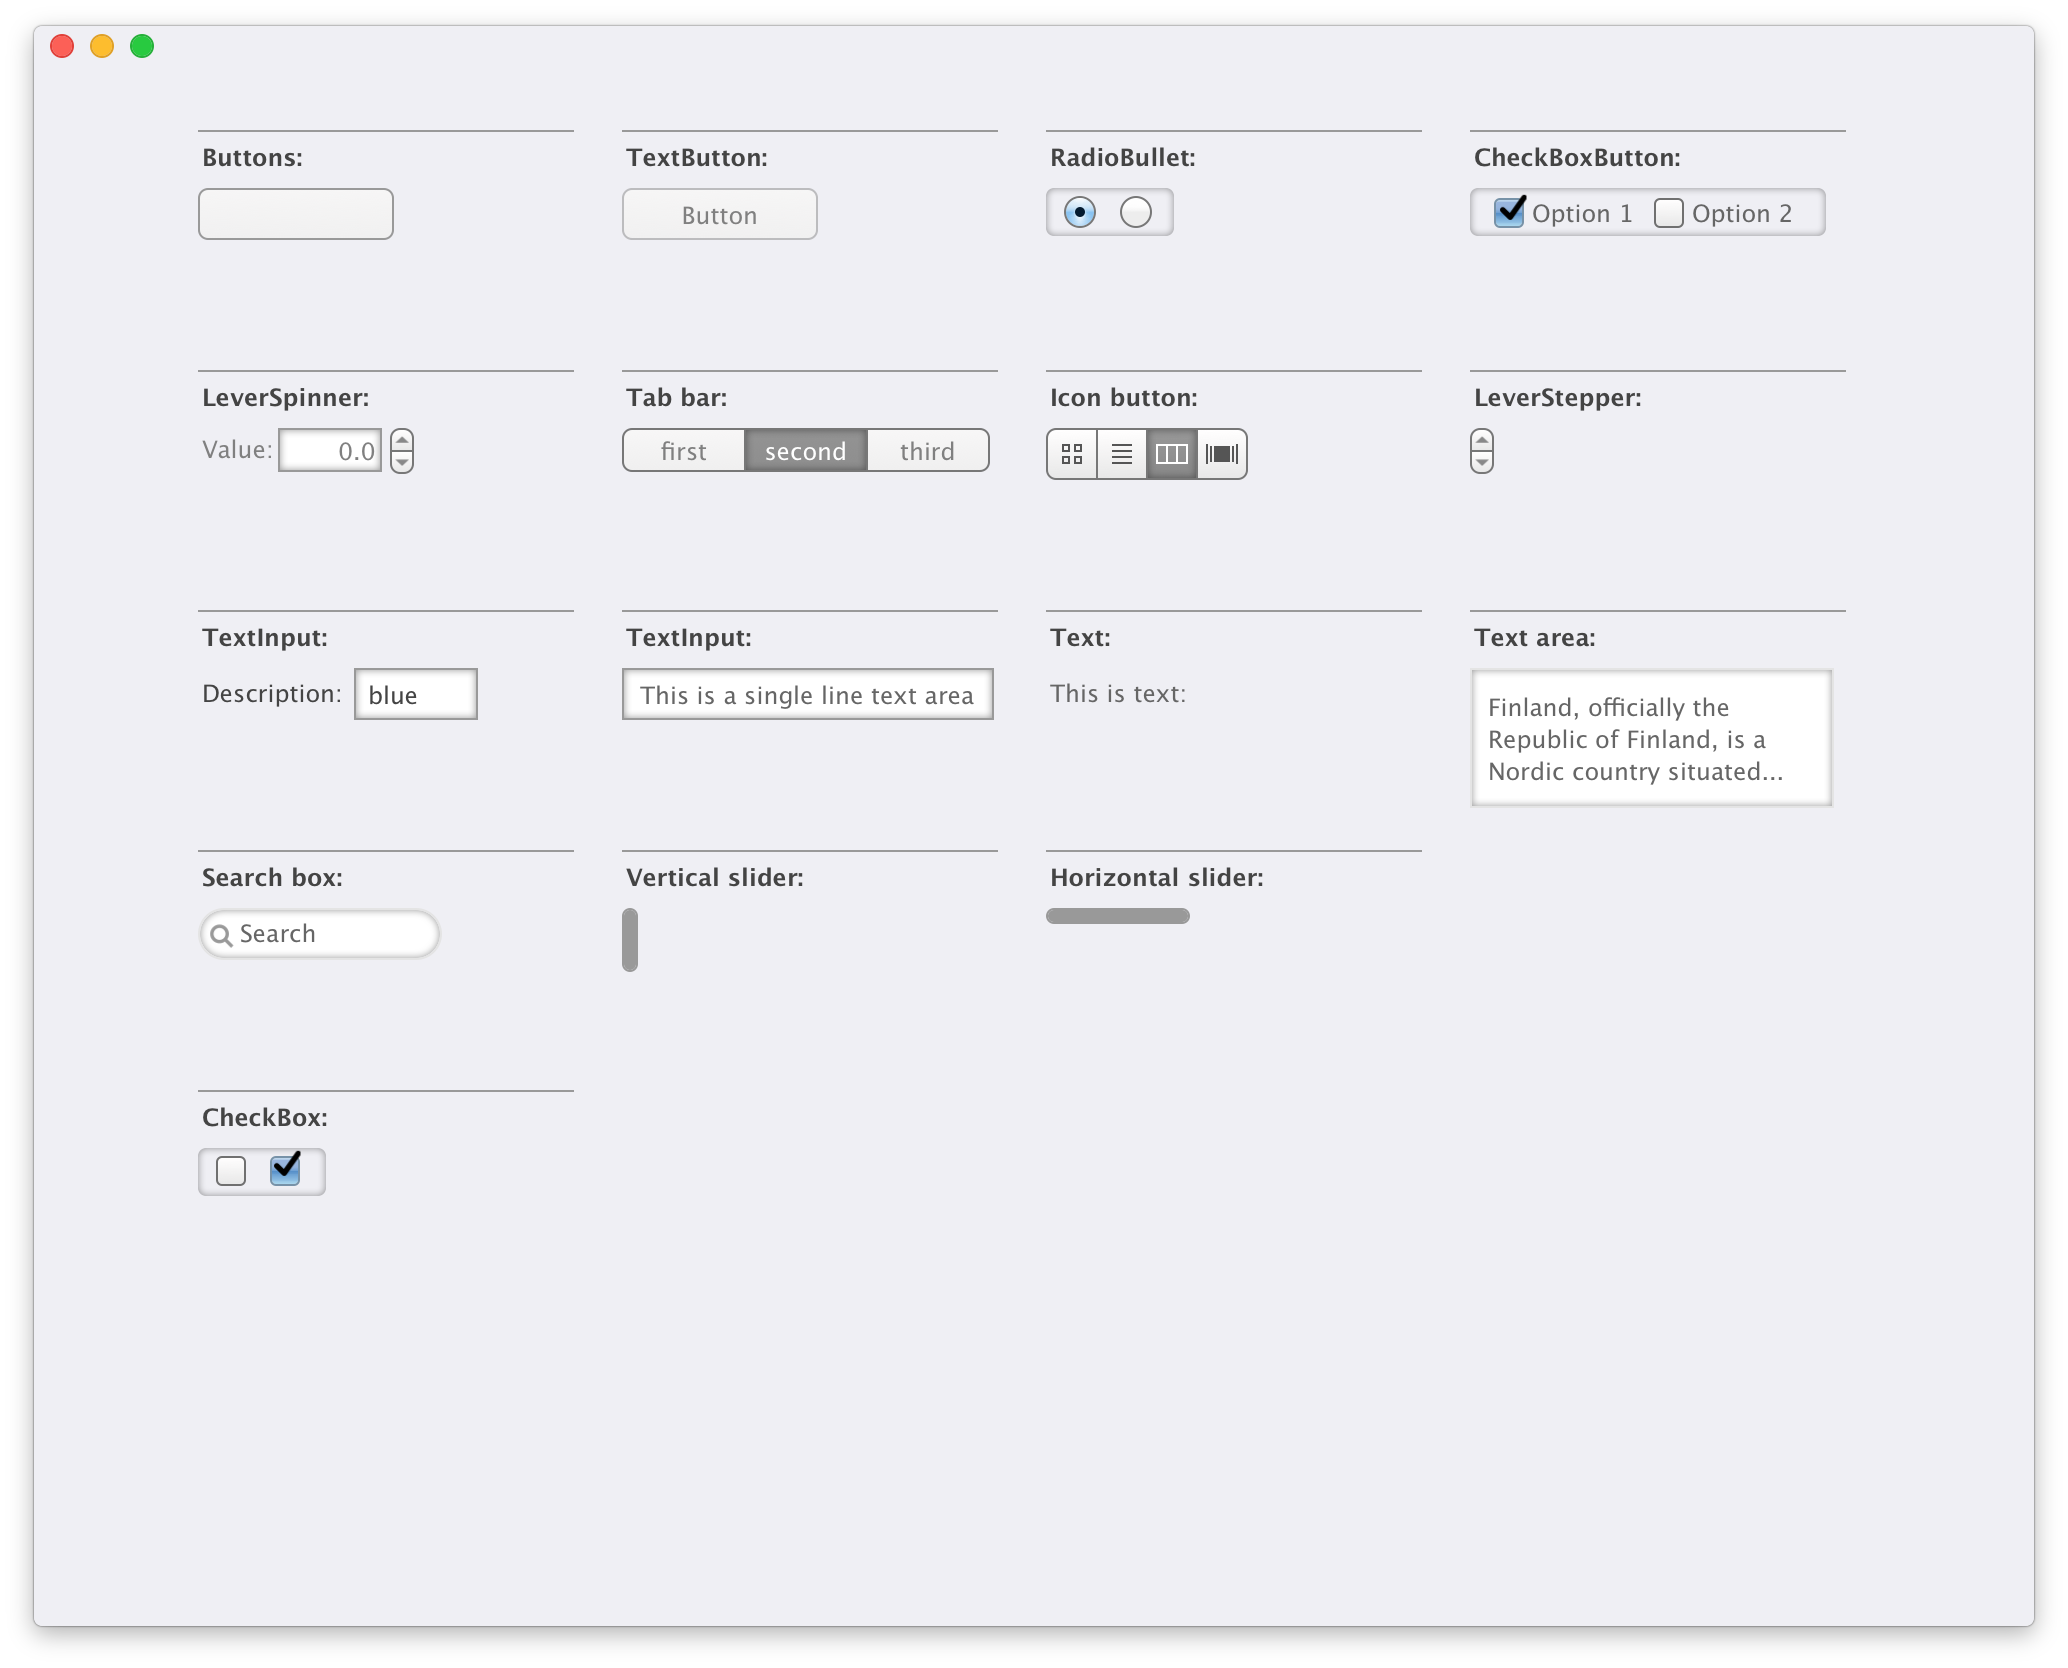 Buttons:
TextButton:
RadioBullet:
CheckBoxButton:
Button
Option 1
Option 2
LeverSpinner:
Tab bar:
Icon button:
LeverStepper:
Value:
0.0
first
second
third
TextInput:
TextInput:
Text:
Text area:
Description:
blue
This is a single line text area
This is text:
Finland, officially the
Republic of Finland, is a
Nordic country situated...
Search box:
Vertical slider:
Horizontal slider:
Search
CheckBox: